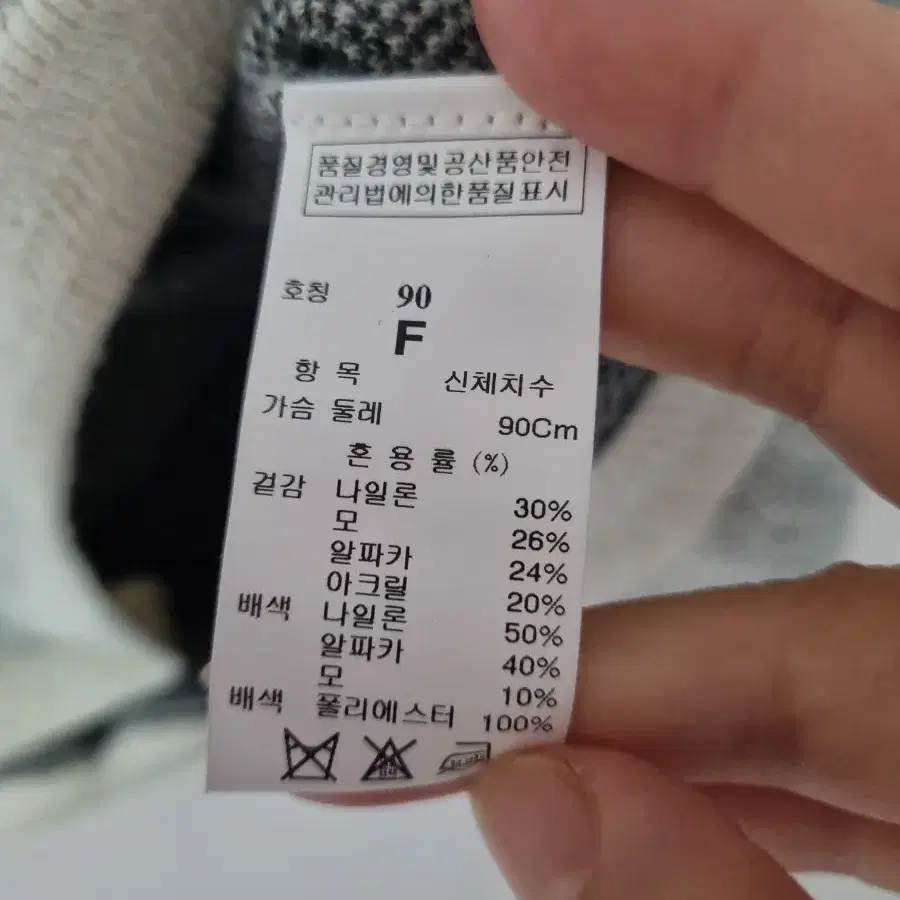 품질경영및공산품안전
관리법에의한품질표시
호칭 90
F
항 목 신체치수
가슴 둘레 90Cm
혼 용 률 (%)
겉감 나일론 30%
모 26%
알파카 24%
아크릴 20%
배색 나일론 50%
알파카 40%
모 10%
배색 폴리에스터 100%